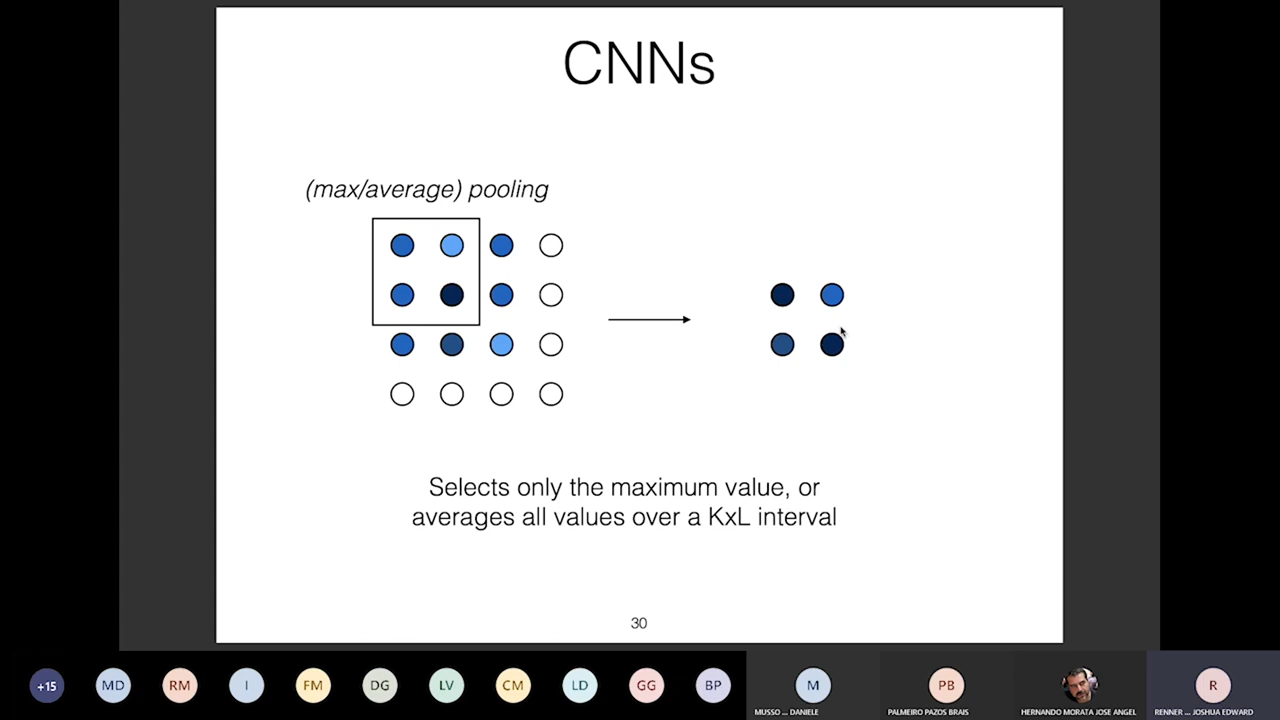 CNNs
(max/average) pooling
Selects only the maximum value, or
averages all values over a KxL interval
30
+15
MD
RM
I
FM
DG
LV
CM
LD
GG
BP
M
PB
R
MUSSO ... DANIELE
PALMEIRO PAZOS BRAIS
HERNANDO MORATA JOSE ANGEL
RENNER ... JOSHUA EDWARD